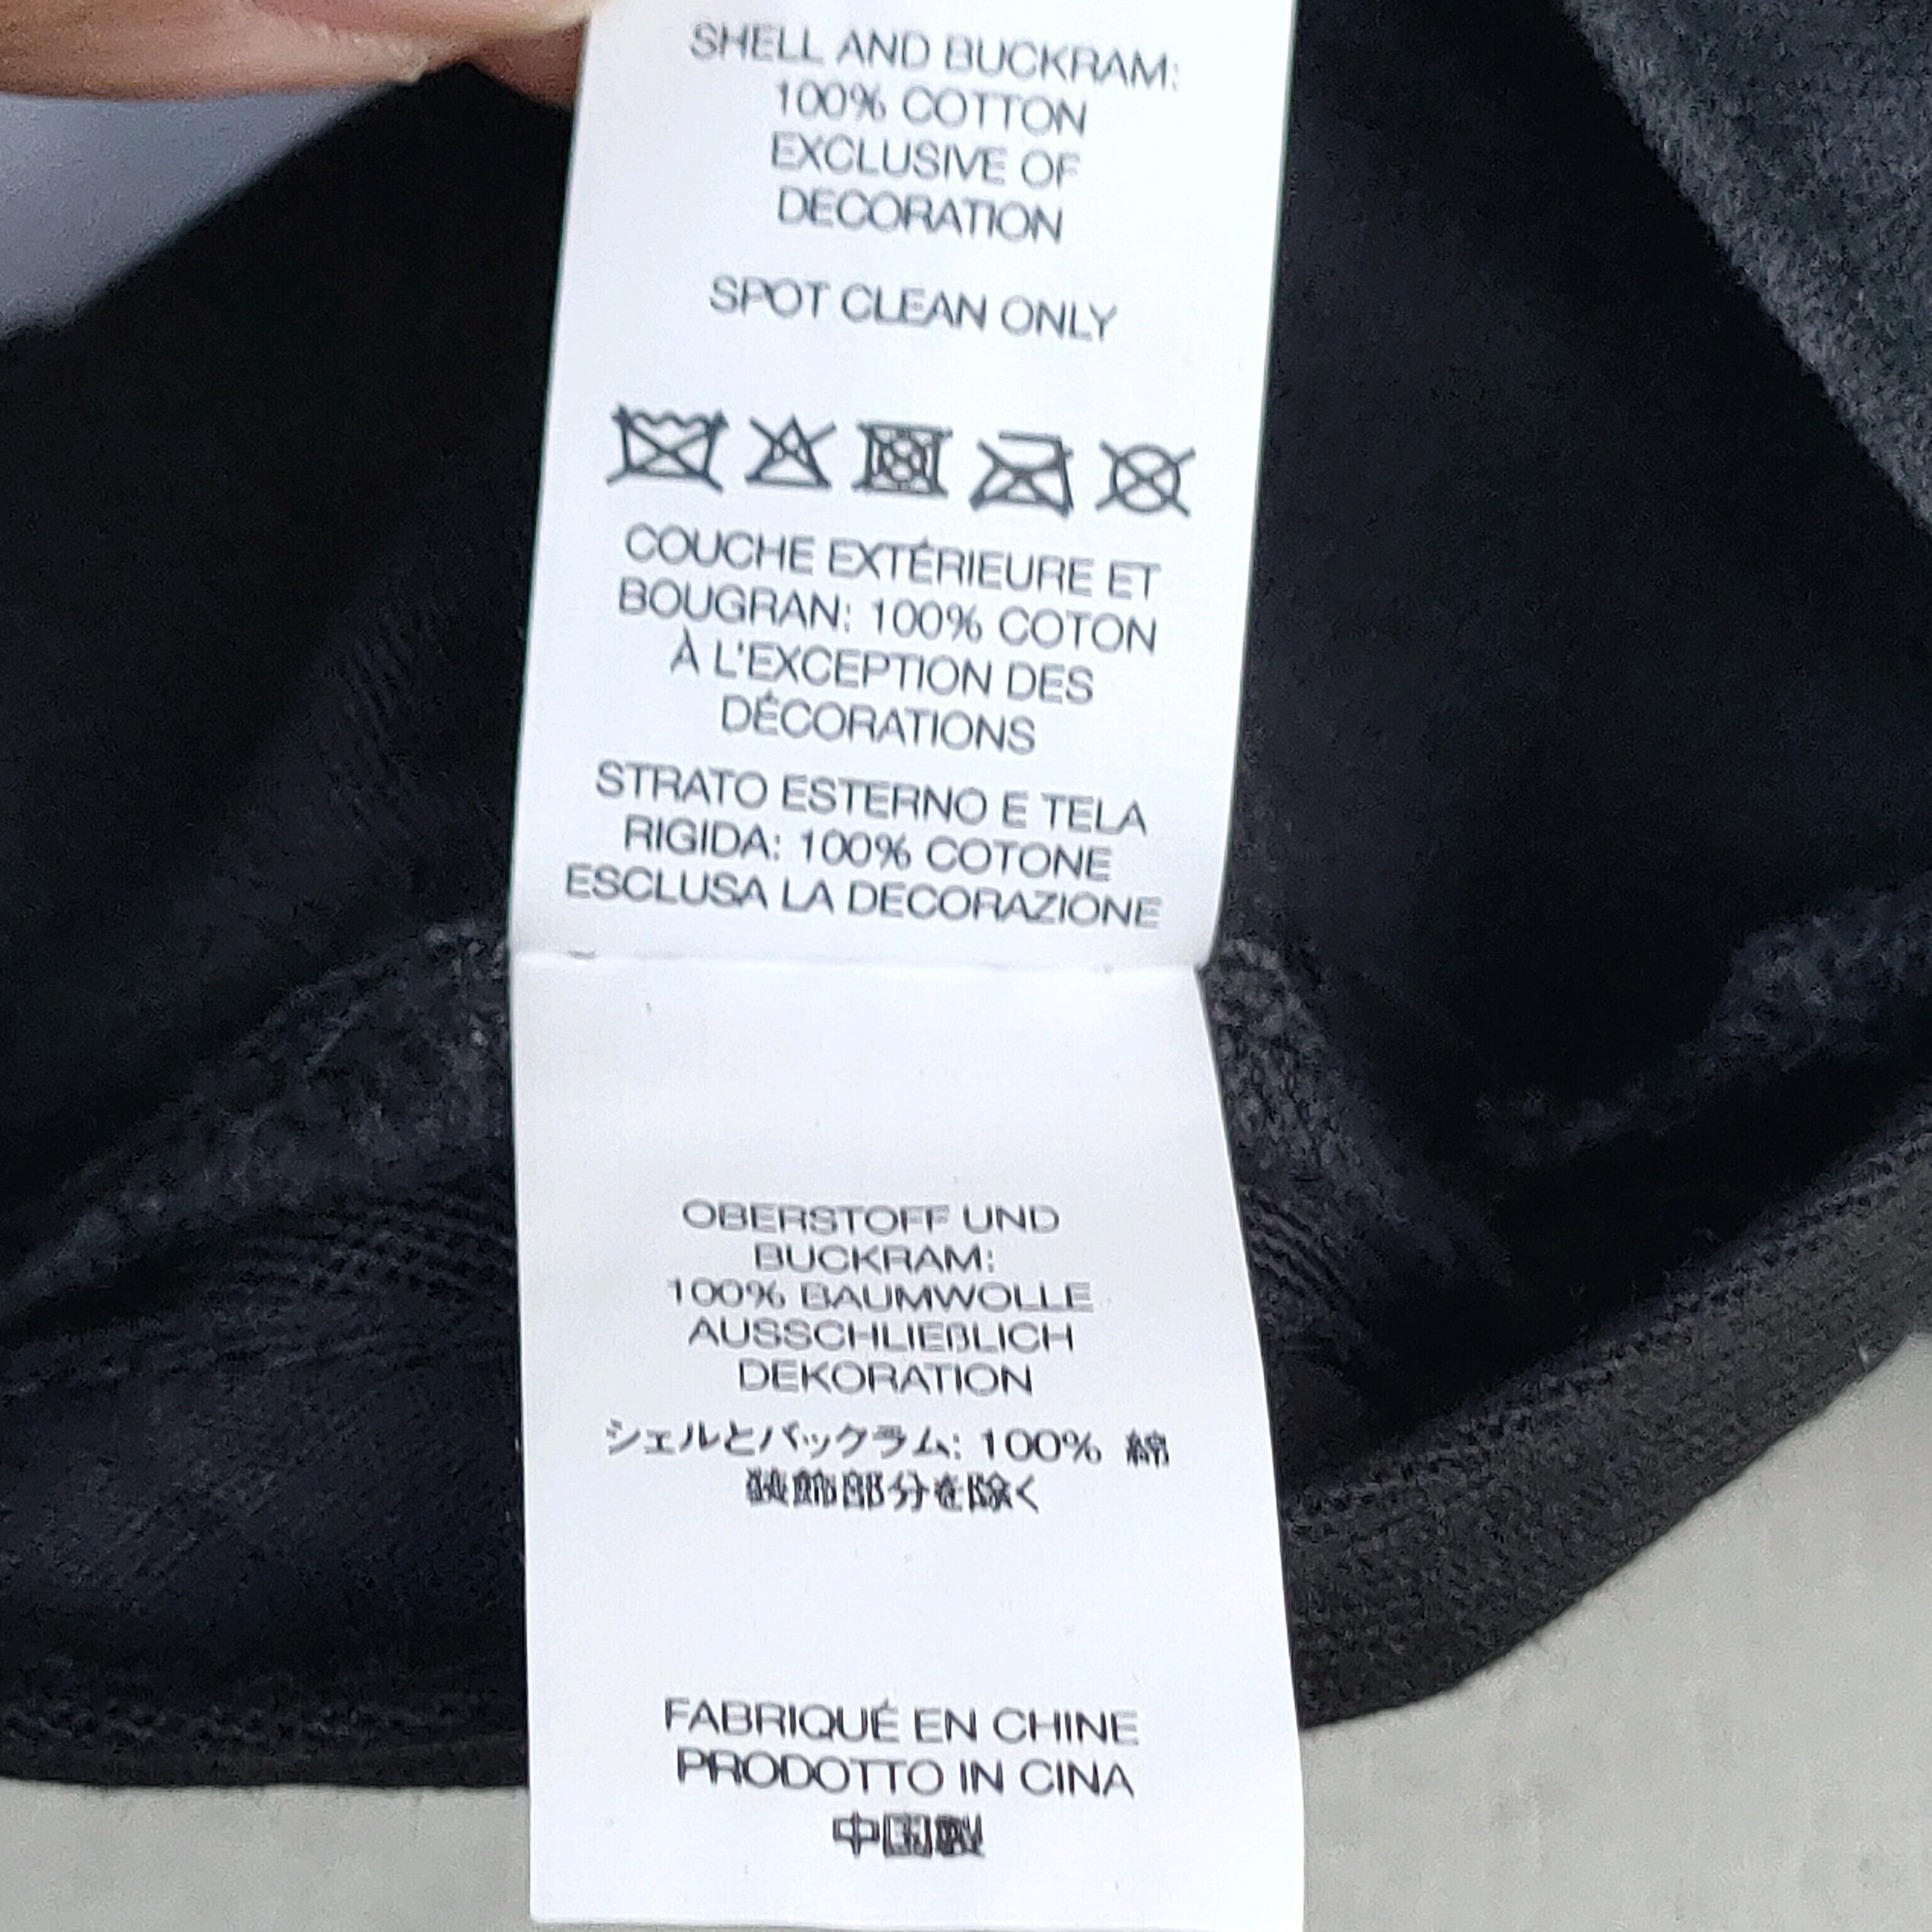 SHELL AND BUCKRAM:
100% COTTON
EXCLUSIVE OF
DECORATION
SPOT CLEAN ONLY
COUCHE EXTÉRIEURE ET
BOUGRAN: 100% COTON
À L'EXCEPTION DES
DÉCORATIONS
STRATO ESTERNO E TELA
RIGIDA: 100% COTONE
ESCLUSA LA DECORAZIONE
OBERSTOFF UND
BUCKRAM:
100% BAUMWOLLE
AUSSCHLIEßLICH
DEKORATION
シェルとバックラム: 100% 綿
装飾部分を除く
FABRIQUÉ EN CHINE
PRODOTTO IN CINA
中国製